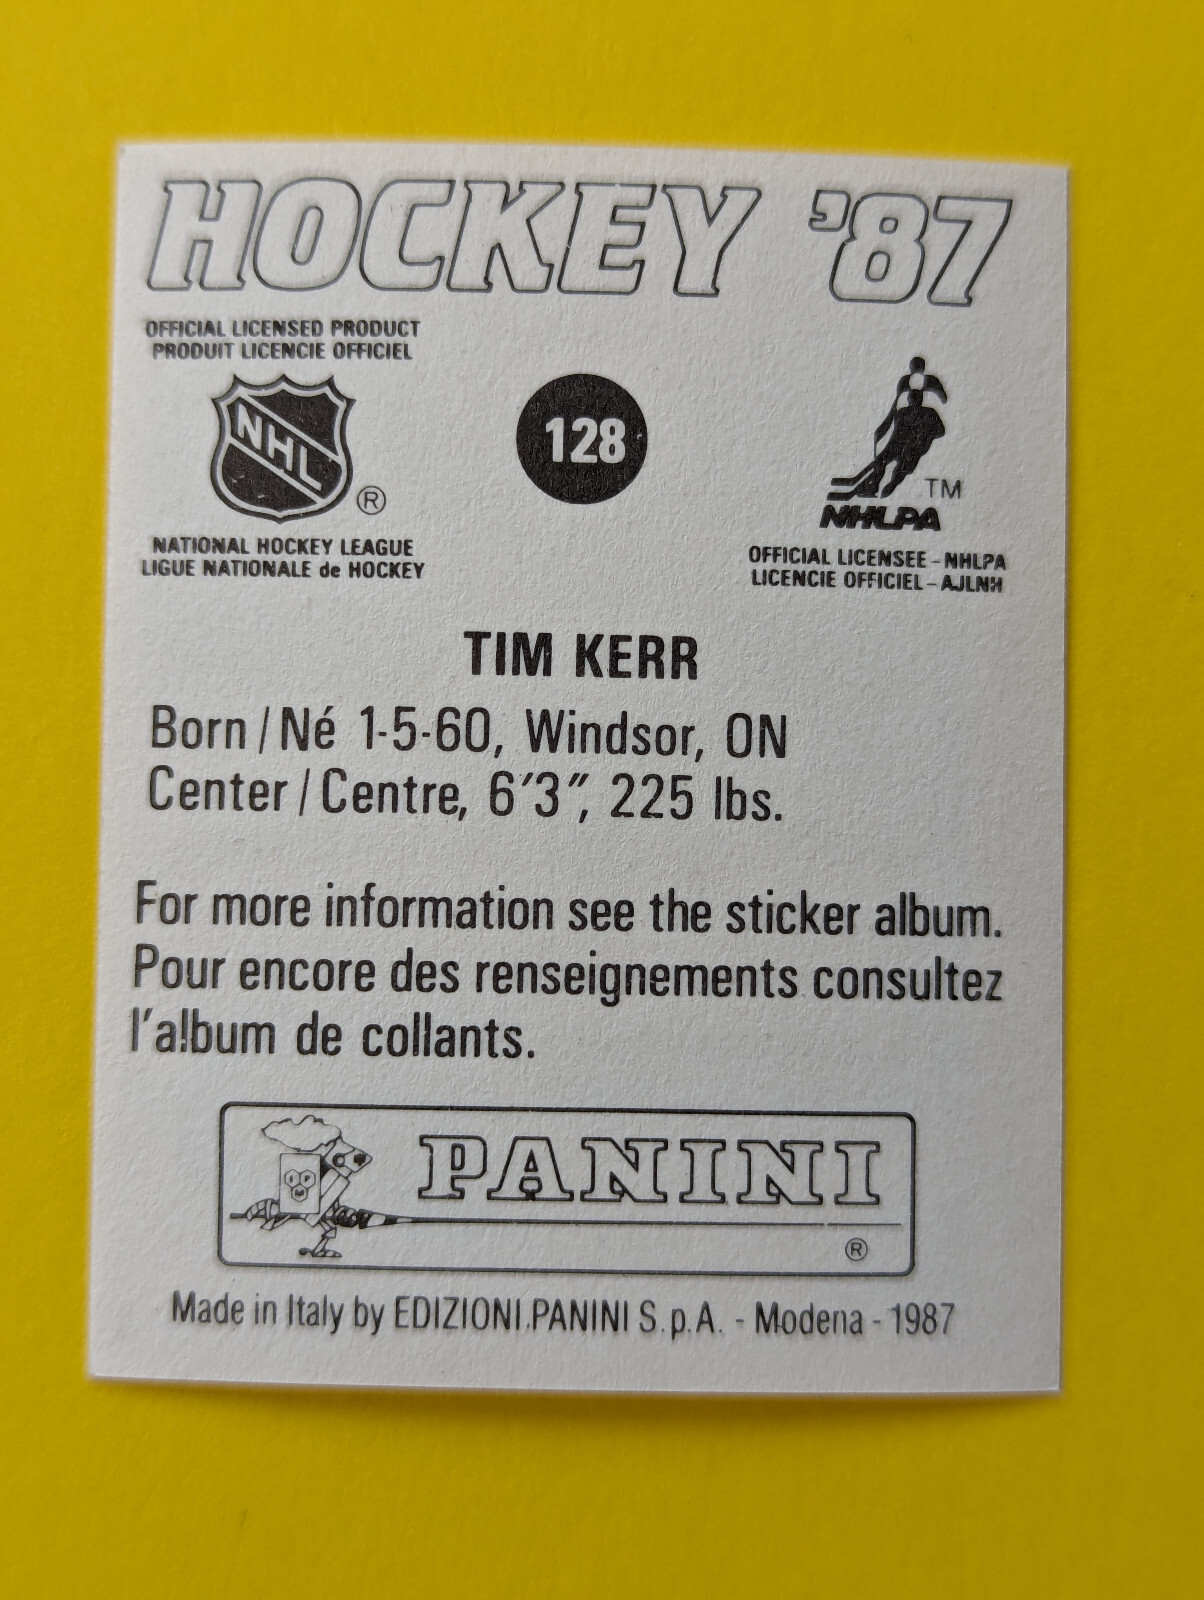 HOCKEY '87
OFFICIAL LICENSED PRODUCT
PRODUIT LICENCIE OFFICIEL
NHL
®
NATIONAL HOCKEY LEAGUE
LIGUE NATIONALE de HOCKEY
128
TM
NHLPA
OFFICIAL LICENSEE - NHLPA
LICENCIE OFFICIEL - AJLNH
TIM KERR
Born / Né 1-5-60, Windsor, ON
Center / Centre, 6'3", 225 lbs.
For more information see the sticker album.
Pour encore des renseignements consultez
l'album de collants.
PANINI
®
Made in Italy by EDIZIONI PANINI S.p.A. - Modena - 1987